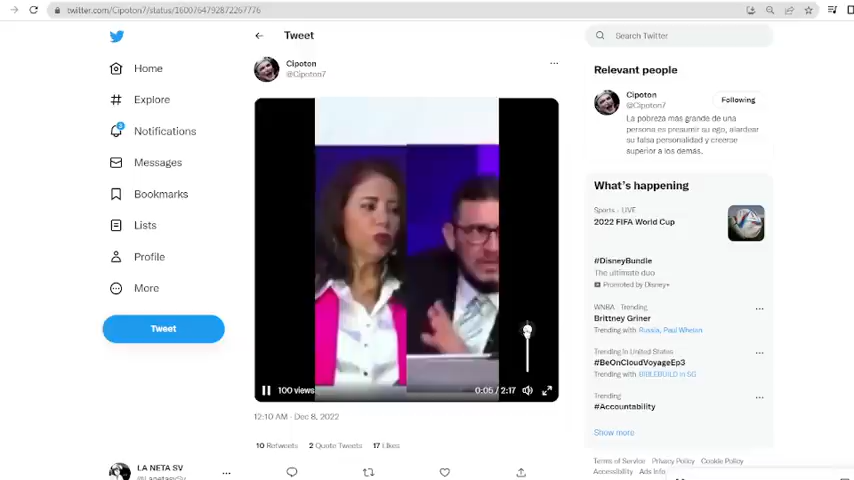 twitter.com/Cipoton7/status/1600764792872267776
Home
Explore
2
Notifications
Messages
Bookmarks
Lists
Profile
More
Tweet
LA NETA SV
Tweet
Cipoton
@Cipoton7
100 views
0:05 / 2:17
12:10 AM · Dec 8, 2022
10 Retweets 2 Quote Tweets 17 Likes
Search Twitter
Relevant people
Cipoton
@Cipoton7
Following
La pobreza mas grande de una
persona es presumir su ego, alardear
su falsa personalidad y creerse
superior a los demás.
What's happening
Sports · LIVE
2022 FIFA World Cup
#DisneyBundle
The ultimate duo
Promoted by Disney+
WNBA · Trending
Brittney Griner
Trending with Russia, Paul Whelan
Trending in United States
#BeOnCloudVoyageEp3
Trending with BIBLEBUILD in SG
Trending
#Accountability
Show more
Terms of Service Privacy Policy Cookie Policy
Accessibility Ads info